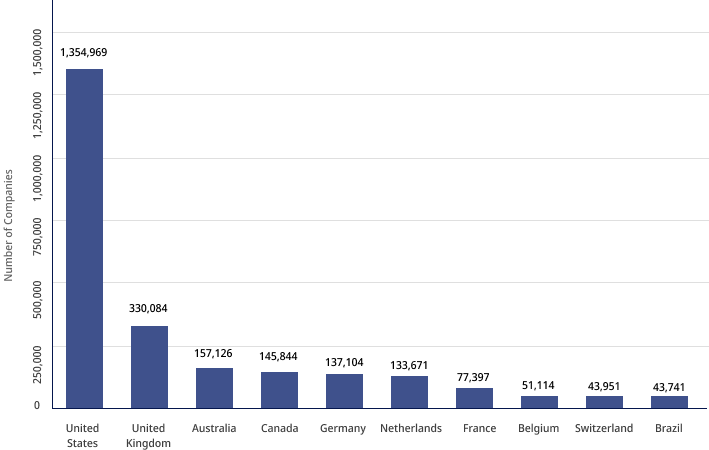 Number of Companies
1,500,000
1,250,000
1,000,000
750,000
500,000
250,000
0
1,354,969
330,084
157,126
145,844
137,104
133,671
77,397
51,114
43,951
43,741
United
States
United
Kingdom
Australia
Canada
Germany
Netherlands
France
Belgium
Switzerland
Brazil